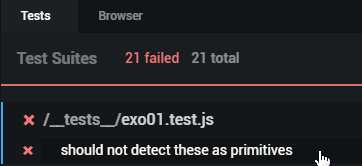 Tests Browser
Test Suites 21 failed 21 total
× /__tests__/exo01.test.js
× should not detect these as primitives